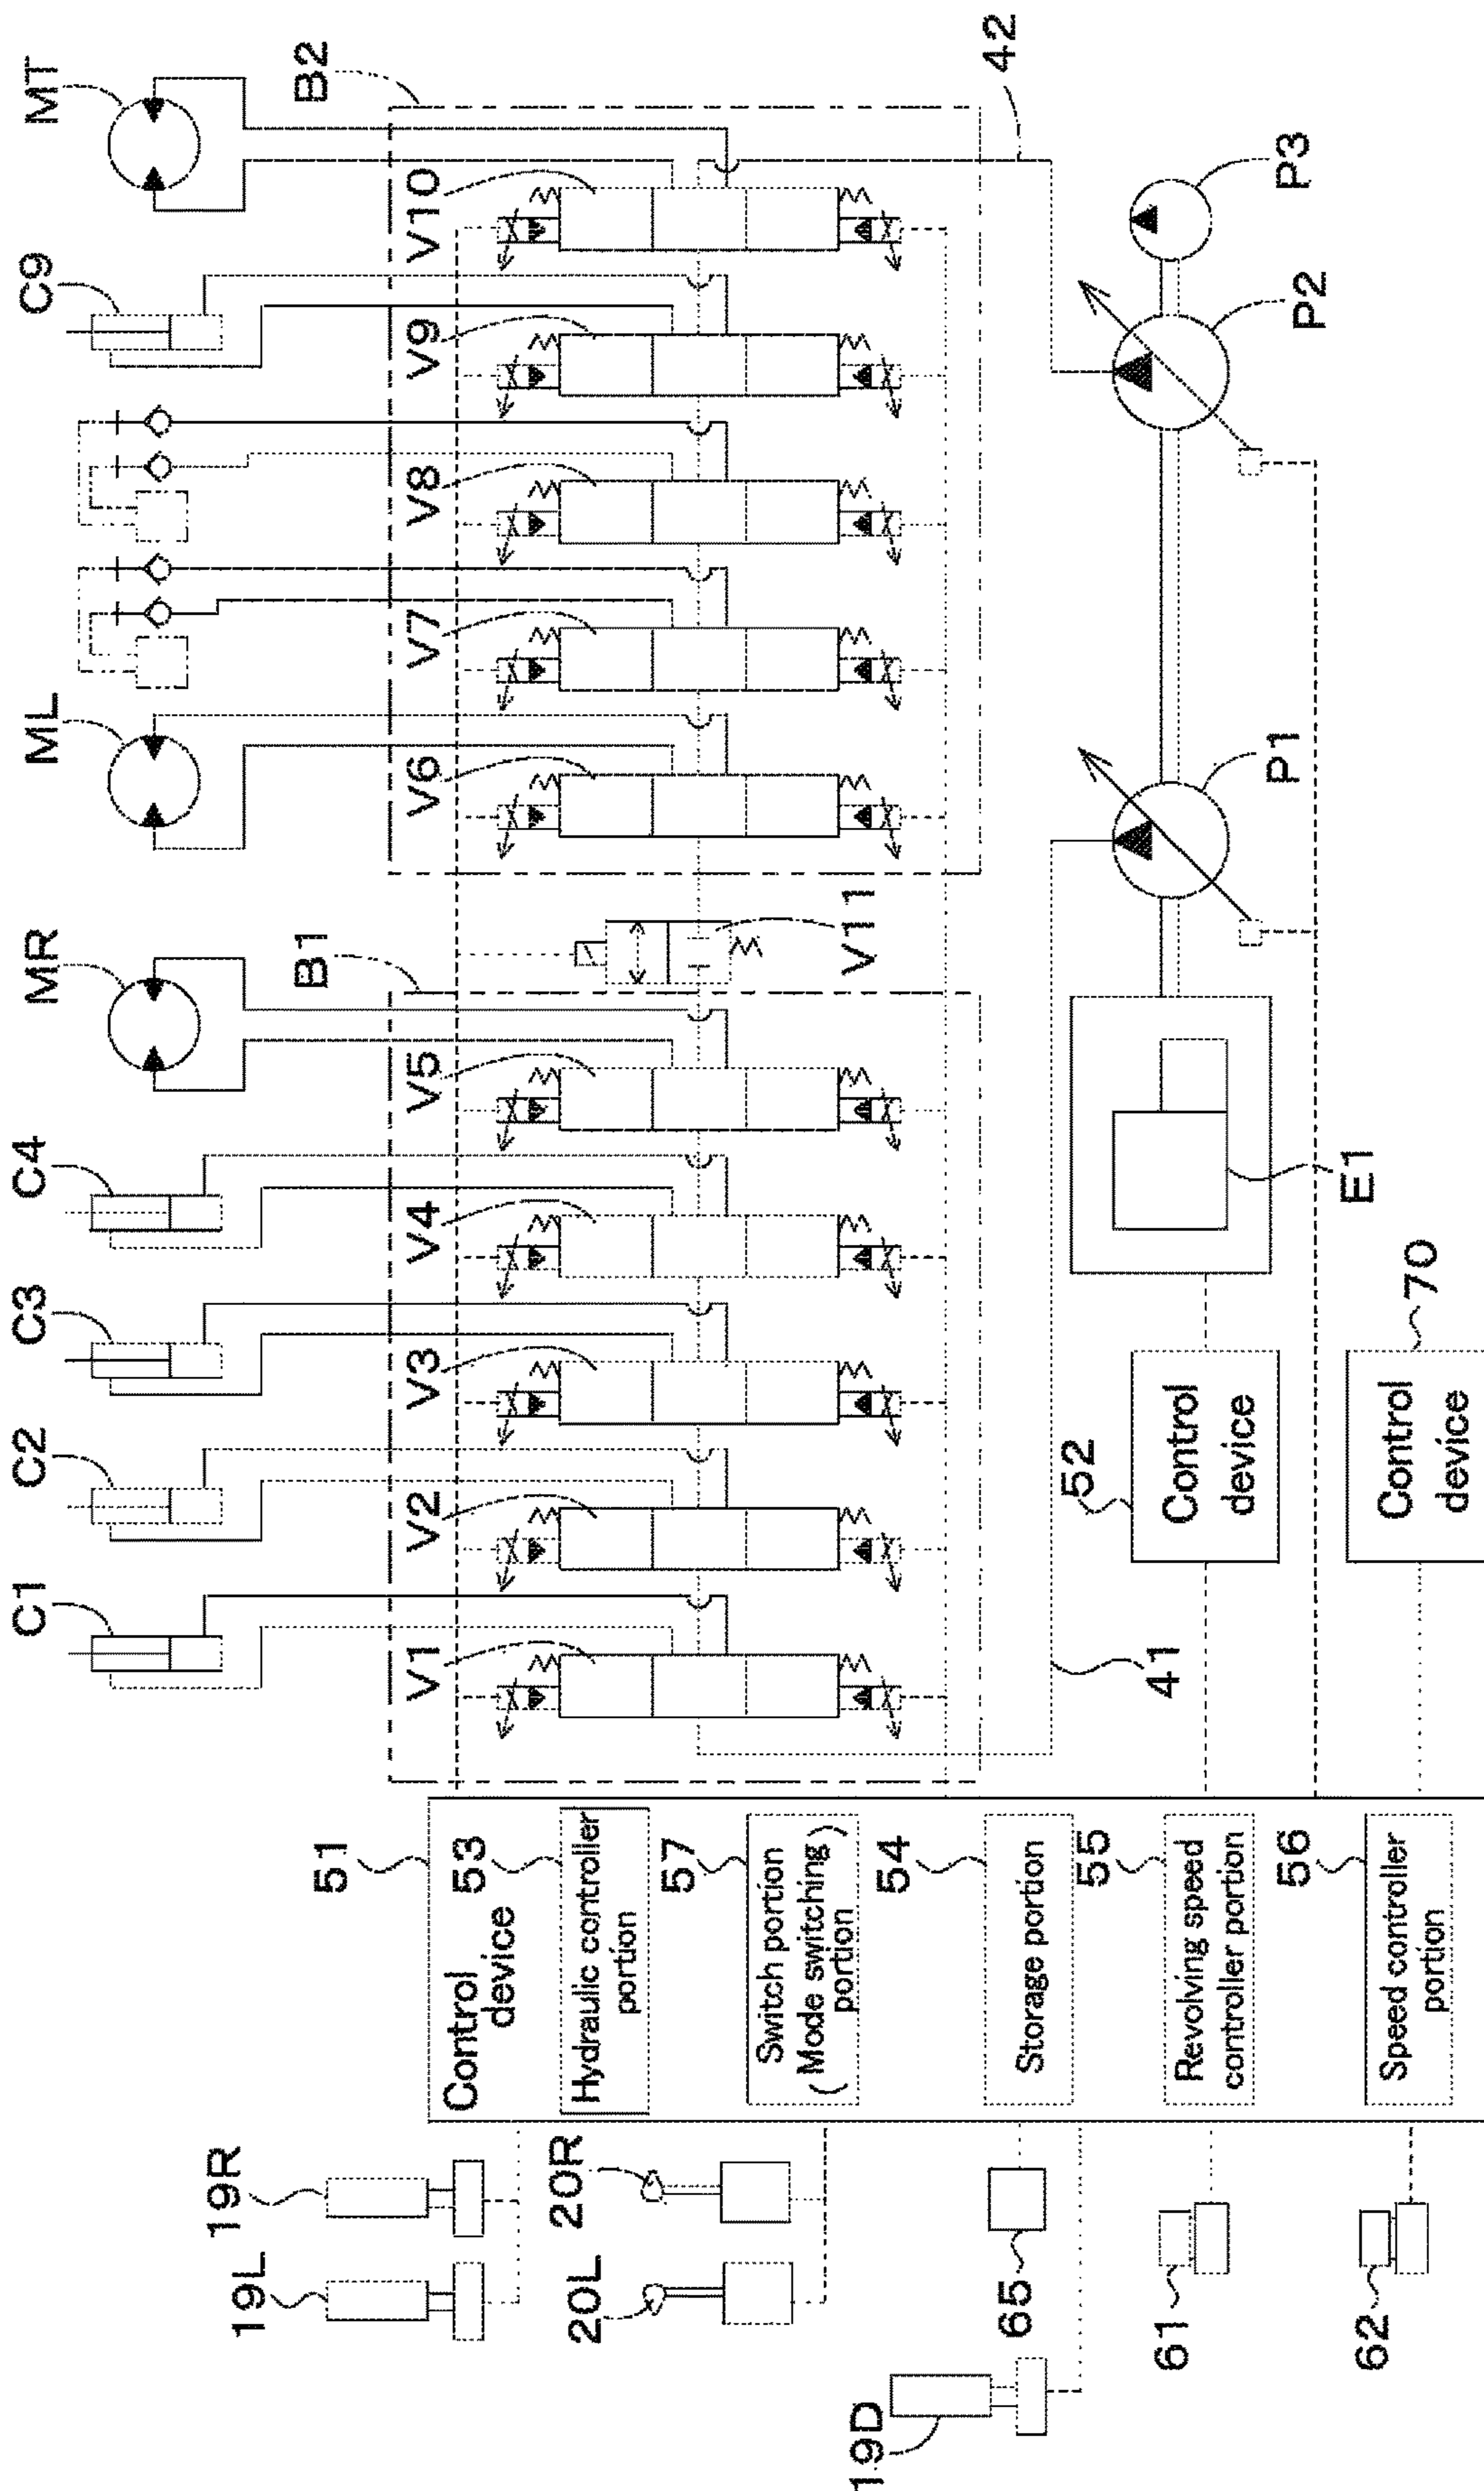 MT
B2
42
C9
V10
P3
V9
P2
V8
V7
ML
V6
P1
V11
MR
B1
V5
C4
V4
E1
C3
V3
70
C2
V2
52
Control
device
Control
device
C1
V1
41
51
Control
device
53
Hydraulic controller
portion
57
Switch portion
(Mode switching)
portion
54
Storage portion
55
Revolving speed
controller portion
56
Speed controller
portion
19R
20R
19L
20L
65
61
62
19D